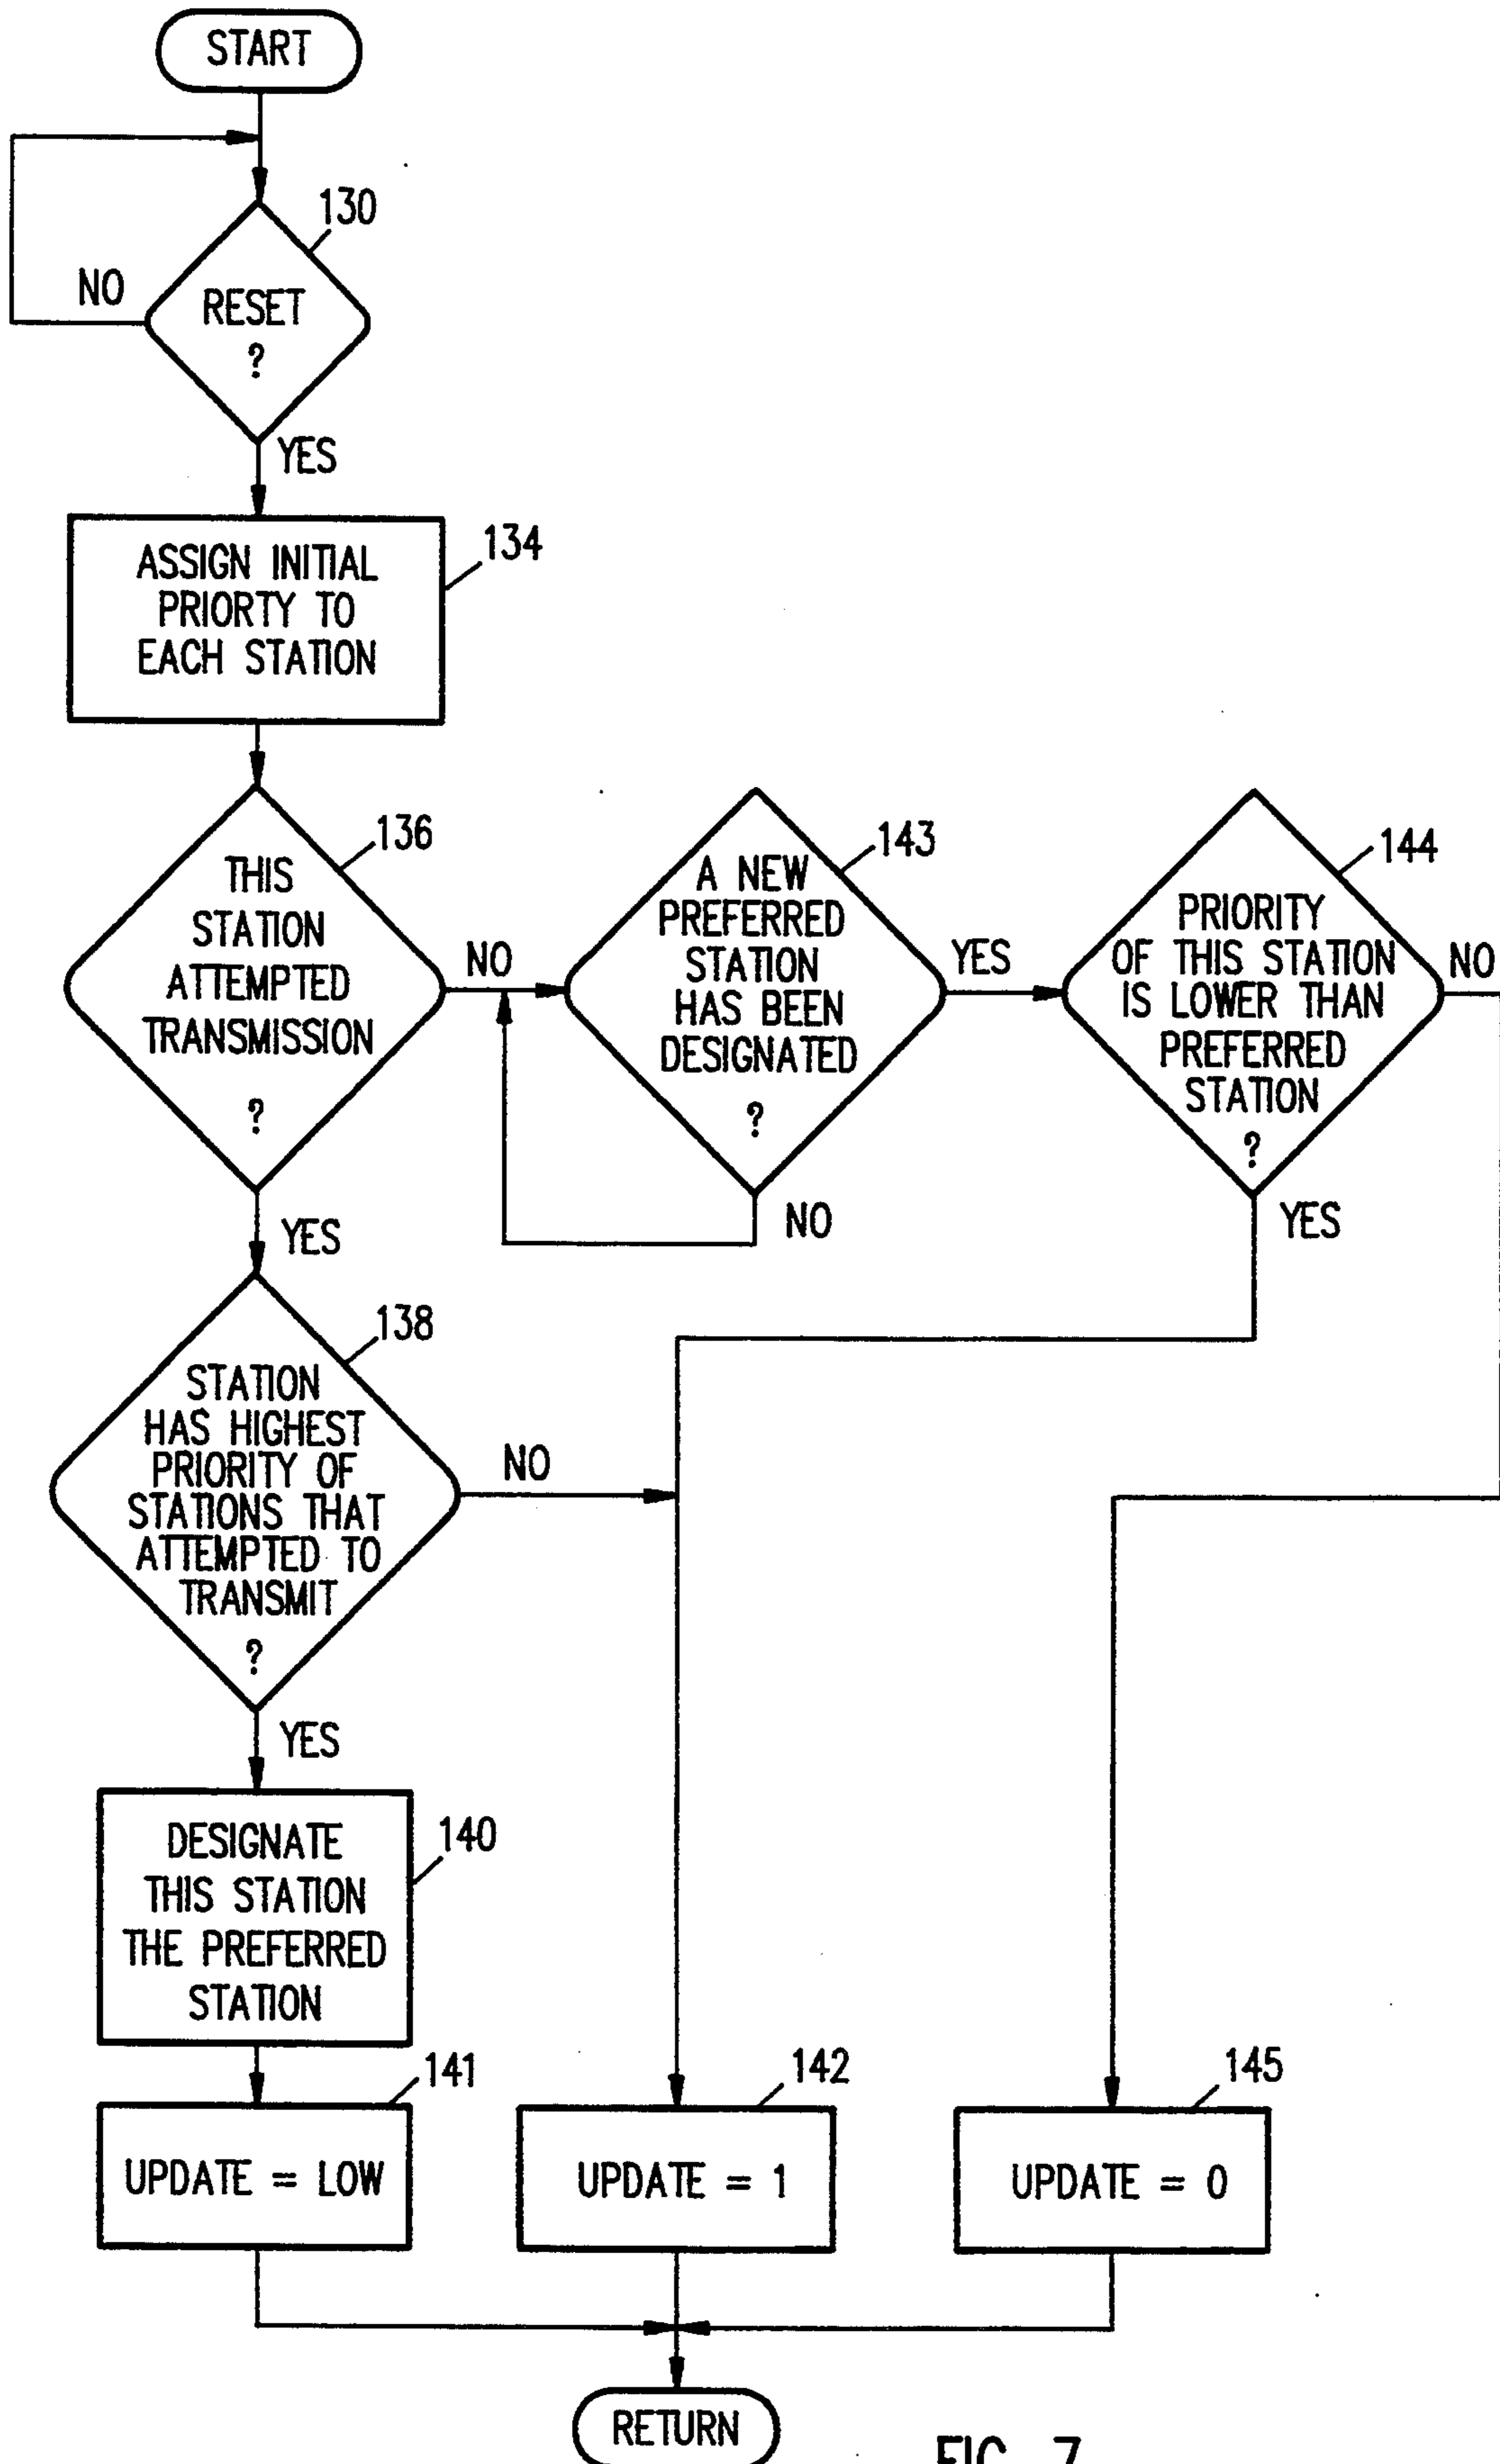 START
130
NO
RESET
?
YES
134
ASSIGN INITIAL
PRIORTY TO
EACH STATION
136
THIS
STATION
ATTEMPTED
TRANSMISSION
?
NO
YES
143
A NEW
PREFERRED
STATION
HAS BEEN
DESIGNATED
?
YES
NO
144
PRIORITY
OF THIS STATION
IS LOWER THAN
PREFERRED
STATION
?
NO
YES
138
STATION
HAS HIGHEST
PRIORITY OF
STATIONS THAT
ATTEMPTED TO
TRANSMIT
?
NO
YES
140
DESIGNATE
THIS STATION
THE PREFERRED
STATION
141
UPDATE = LOW
142
UPDATE = 1
145
UPDATE = 0
RETURN
FIG. 7